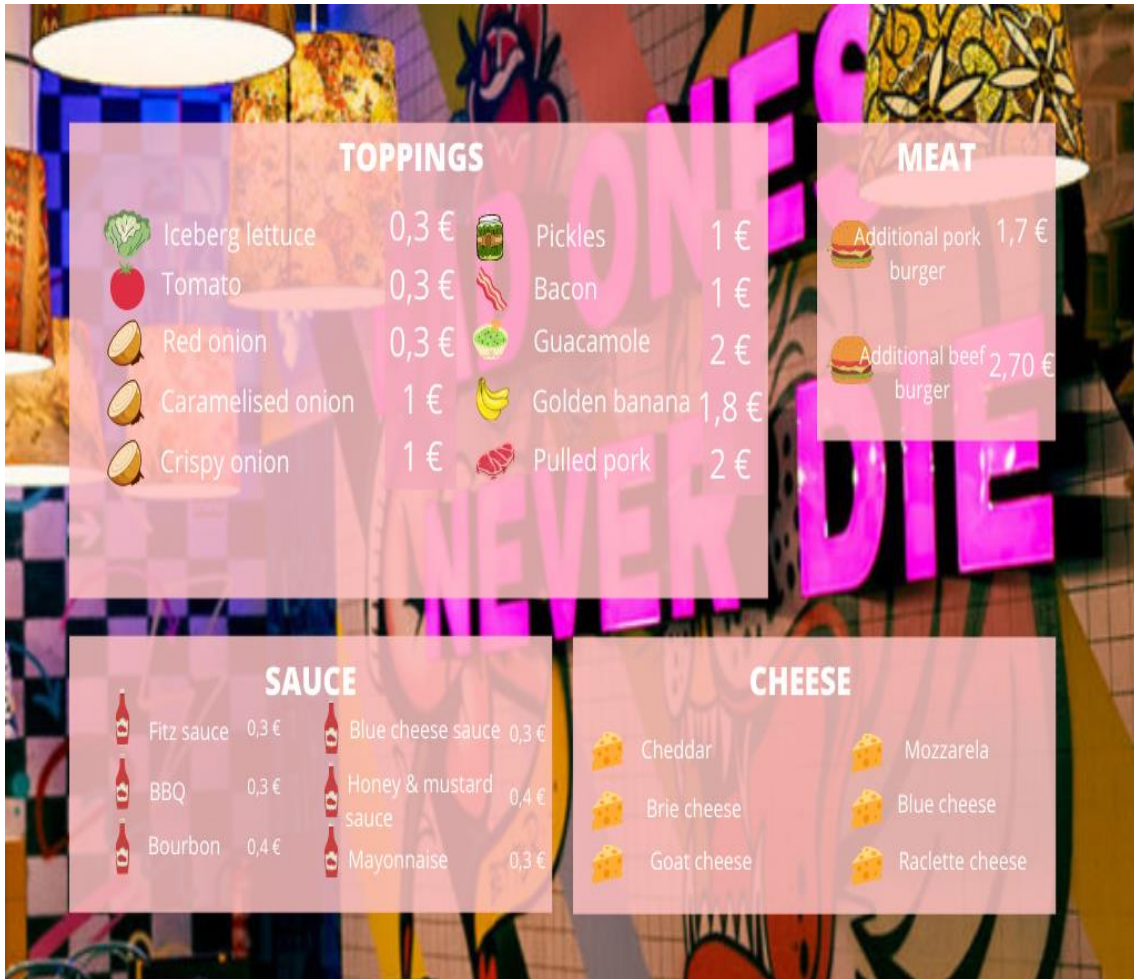 TOPPINGS
Iceberg lettuce 0,3 €
Tomato 0,3 €
Red onion 0,3 €
Caramelised onion 1 €
Crispy onion 1 €
Pickles 1 €
Bacon 1 €
Guacamole 2 €
Golden banana 1,8 €
Pulled pork 2 €
MEAT
Additional pork 1,7 €
burger
Additional beef 2,70 €
burger
ONES
NEVER DIE
SAUCE
Fitz sauce 0,3 €
BBQ 0,3 €
Bourbon 0,4 €
Blue cheese sauce 0,3 €
Honey & mustard 0,4 €
sauce
Mayonnaise 0,3 €
CHEESE
Cheddar
Brie cheese
Goat cheese
Mozzarela
Blue cheese
Raclette cheese